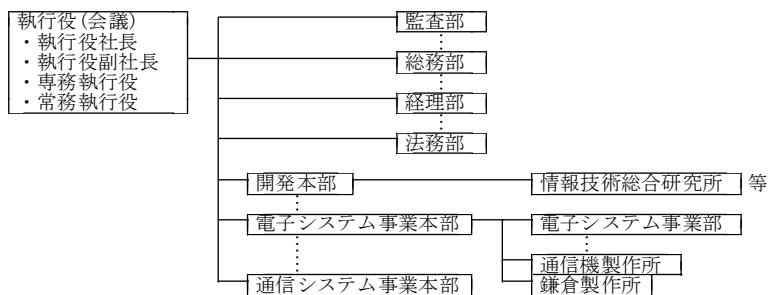 執行役(会議)
・執行役社長
・執行役副社長
・専務執行役
・常務執行役
監査部
総務部
経理部
法務部
開発本部
情報技術総合研究所 等
電子システム事業本部
電子システム事業部
通信機製作所
通信システム事業本部
鎌倉製作所